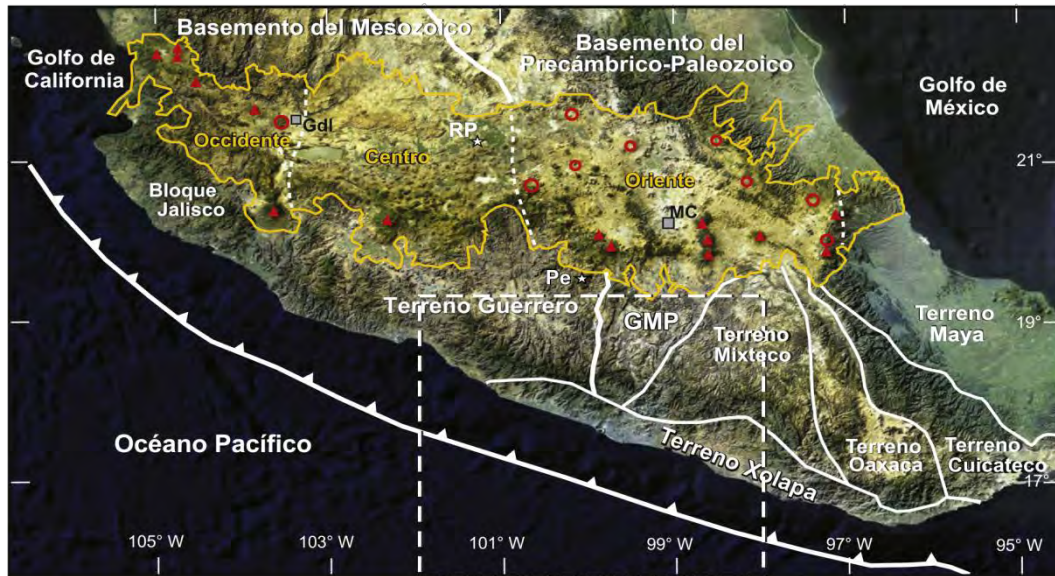 Basemento del Mesozoico
Golfo de
California
Basemento del
Precámbrico-Paleozoico
Golfo de
México
Gdl
Occidente
RP
Centro
21°
Oriente
Bloque
Jalisco
MC
Pe
Terreno Guerrero
GMP
Terreno
Mixteco
Terreno
Maya
19°
Océano Pacífico
Terreno Xolapa
Terreno
Oaxaca
Terreno
Cuicateco
17°
105° W
103° W
101° W
99° W
97° W
95° W